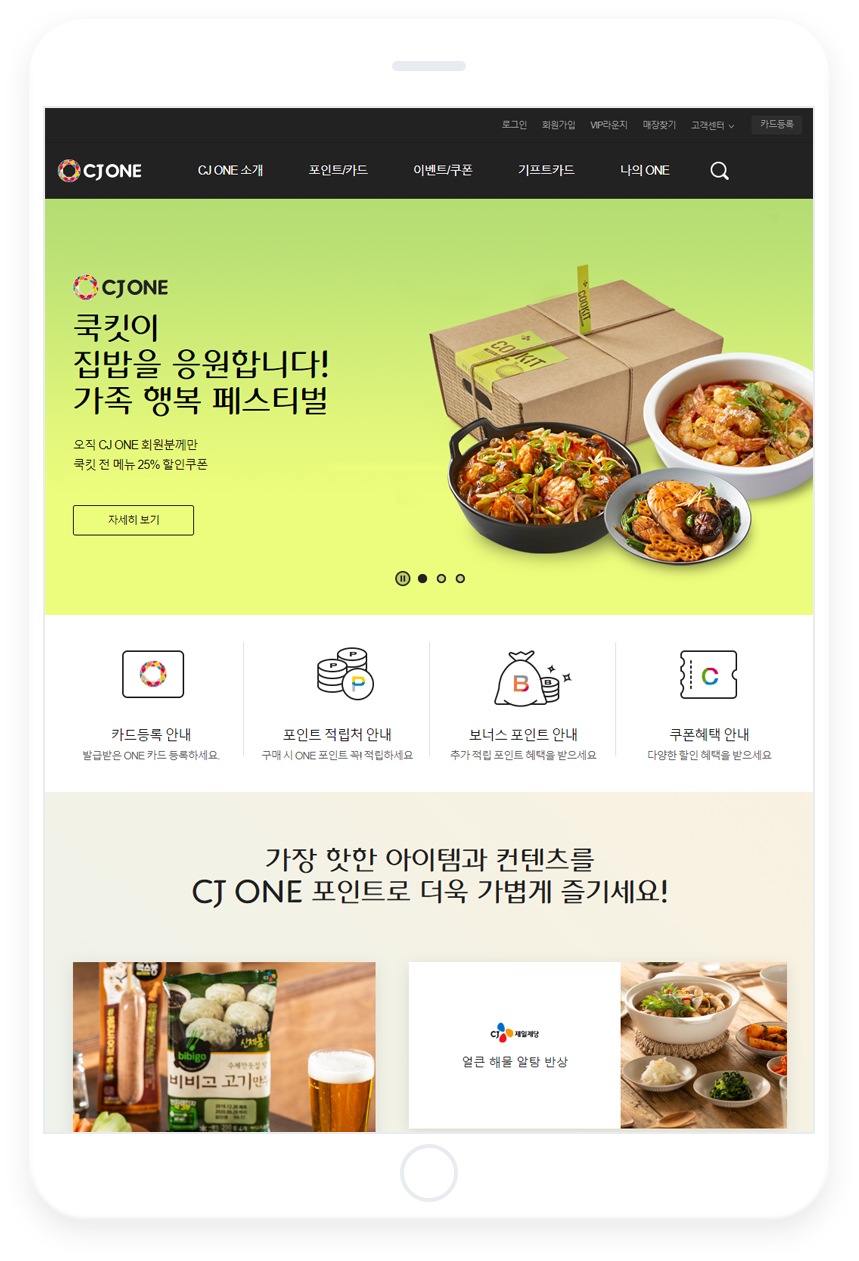 로그인 회원가입 VIP라운지 매장찾기 고객센터 카드등록
CJ ONE CJ ONE 소개 포인트/카드 이벤트/쿠폰 기프트카드 나의 ONE
CJ ONE
쿡킷이
집밥을 응원합니다!
가족 행복 페스티벌
오직 CJ ONE 회원분께만
쿡킷 전 메뉴 25% 할인쿠폰
자세히 보기
COOKIT
COOKIT
P
P
P
B
B
C
카드등록 안내
발급받은 ONE 카드 등록하세요.
포인트 적립처 안내
구매 시 ONE 포인트 꼭! 적립하세요
보너스 포인트 안내
추가 적립 포인트 혜택을 받으세요
쿠폰혜택 안내
다양한 할인 혜택을 받으세요
가장 핫한 아이템과 컨텐츠를
CJ ONE 포인트로 더욱 가볍게 즐기세요!
맥스봉
bibigo
비비고 고기만두
CJ 제일제당
얼큰 해물 알탕 반상